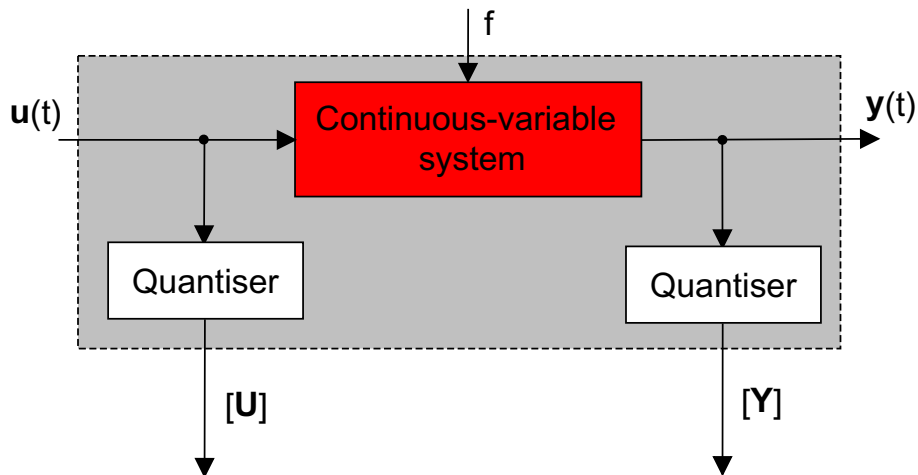 f
u(t)
Continuous-variable
system
y(t)
Quantiser
Quantiser
[U]
[Y]